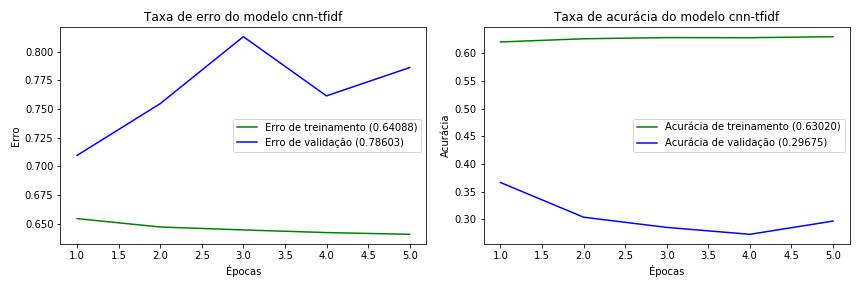 Taxa de erro do modelo cnn-tfidf
0.800
0.775
0.750
0.725
0.700
0.675
0.650
Erro
Erro de treinamento (0.64088)
Erro de validação (0.78603)
1.0 1.5 2.0 2.5 3.0 3.5 4.0 4.5 5.0
Épocas
Taxa de acurácia do modelo cnn-tfidf
0.60
0.55
0.50
0.45
0.40
0.35
0.30
Acurácia
Acurácia de treinamento (0.63020)
Acurácia de validação (0.29675)
1.0 1.5 2.0 2.5 3.0 3.5 4.0 4.5 5.0
Épocas